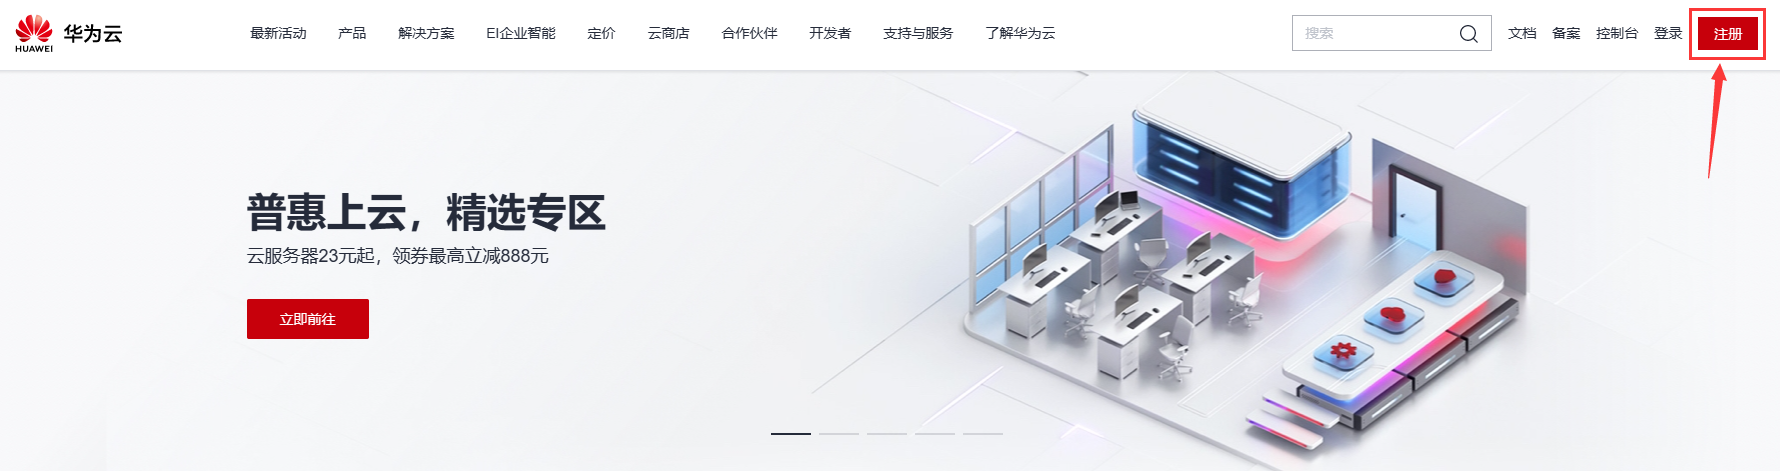 HUAWEI
华为云
最新活动 产品 解决方案 EI企业智能 定价 云商店 合作伙伴 开发者 支持与服务 了解华为云
搜索
文档 备案 控制台 登录 注册
普惠上云，精选专区
云服务器23元起，领券最高立减888元
立即前往